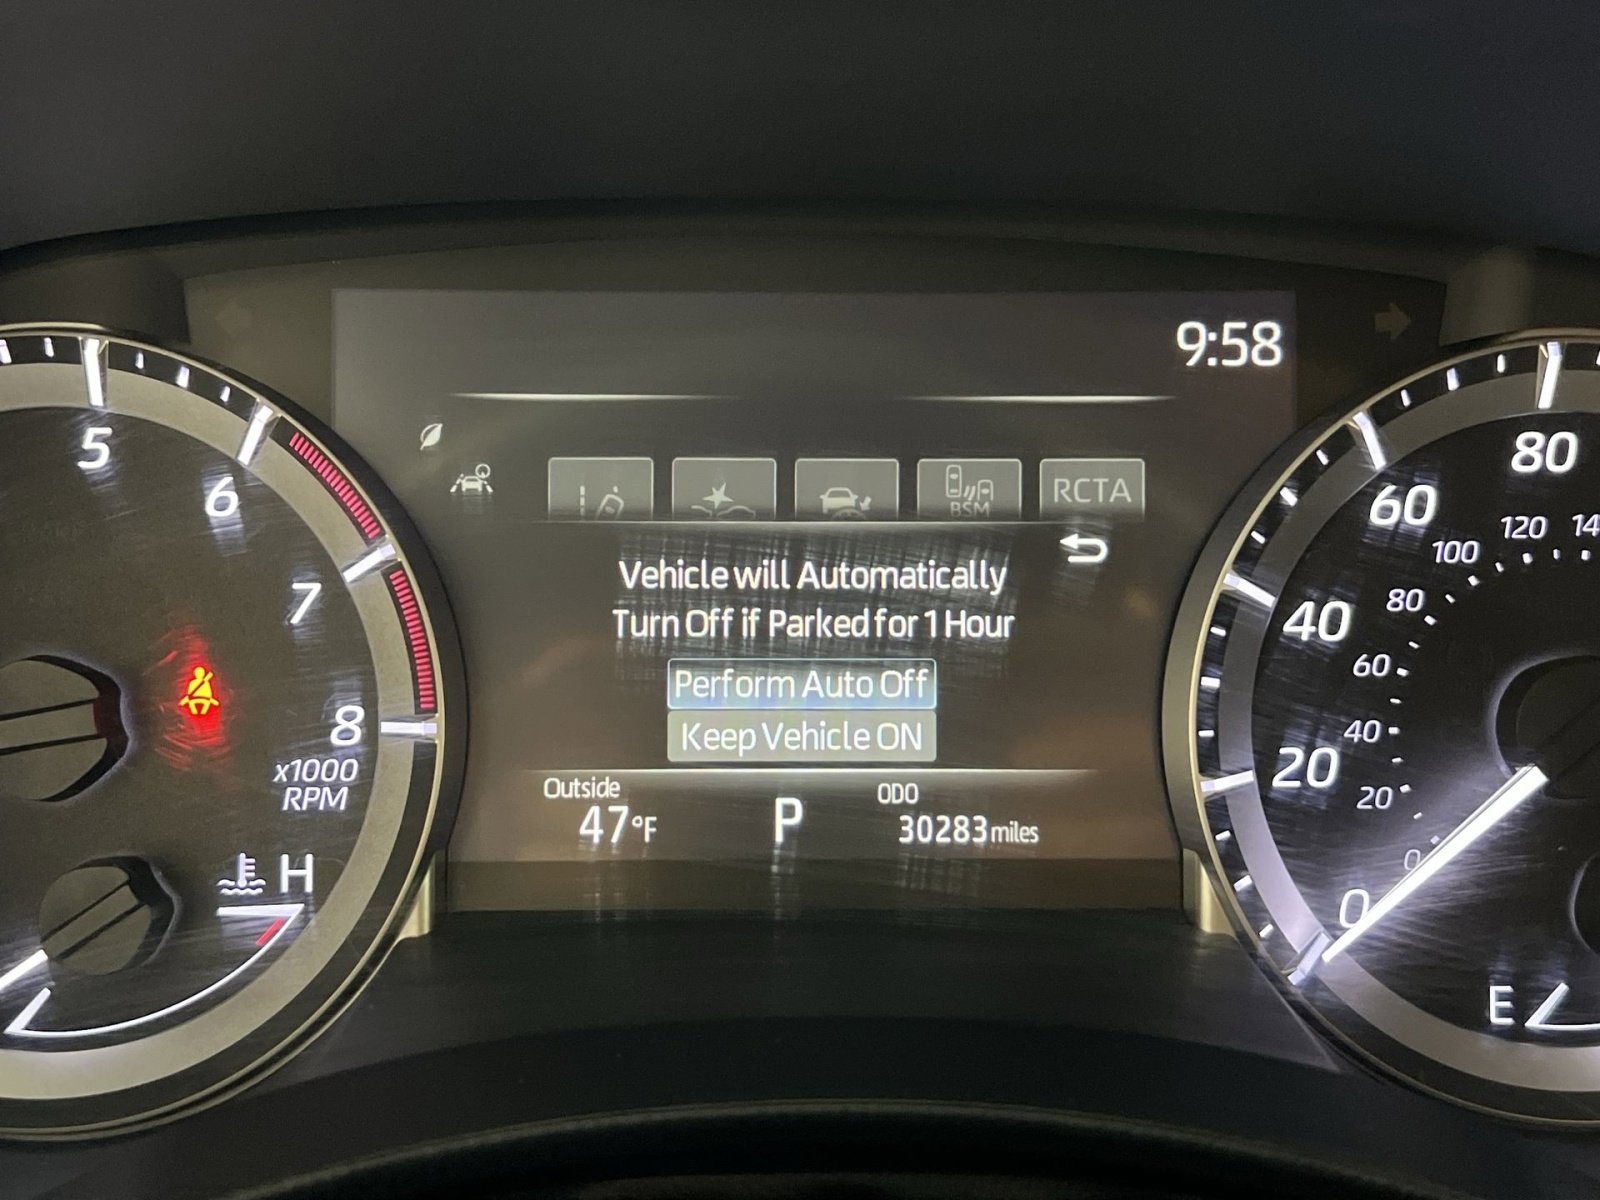 9:58
5
6
7
8
x1000
RPM
H
BSM
RCTA
Vehicle will Automatically
Turn Off if Parked for 1 Hour
Perform Auto Off
Keep Vehicle ON
Outside
47°F
P
ODO
30283 miles
80
60
40
20
0
120
100
80
60
40
20
0
E